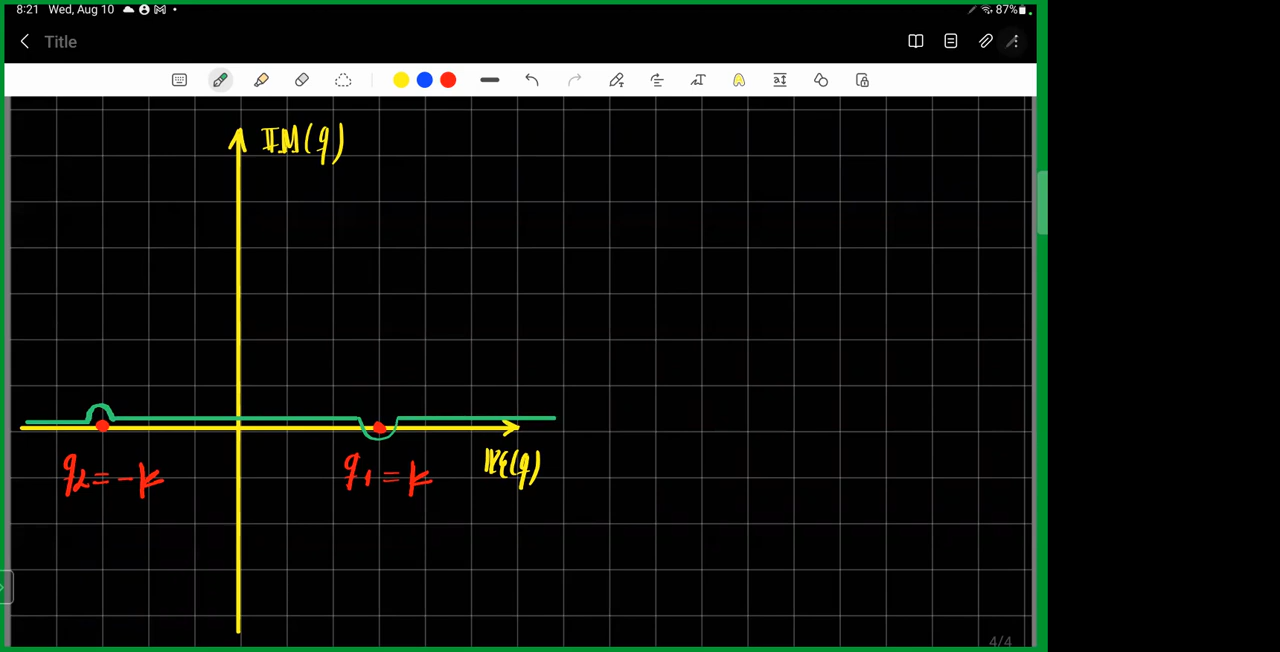 8:21 Wed, Aug 10
87%
Title
IM(q)
q₂ = -k
q₁ = k
RE(q)
4/4